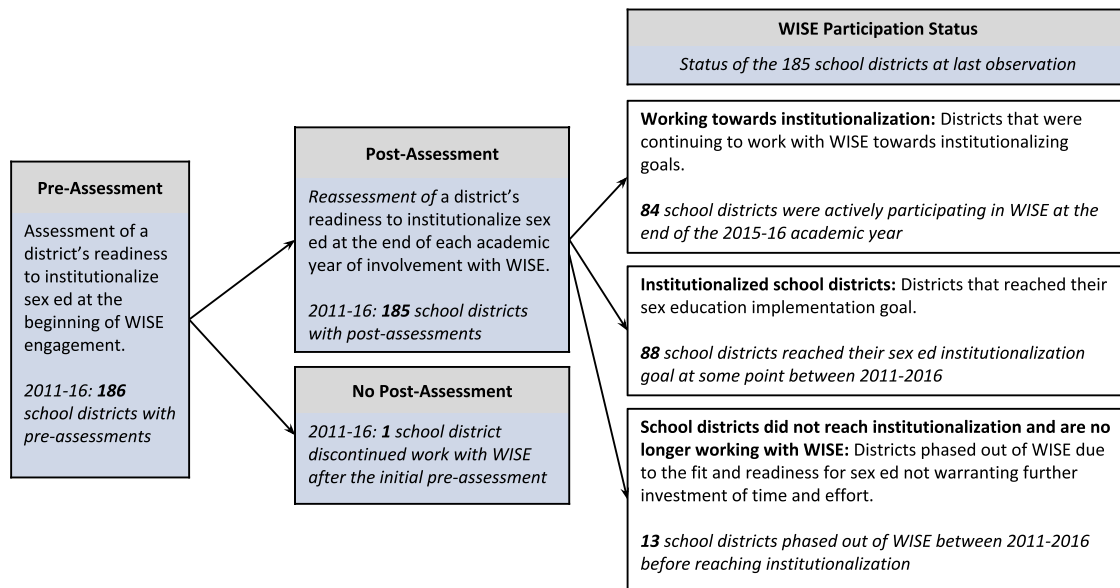 Pre-Assessment
Assessment of a
district's readiness
to institutionalize
sex ed at the
beginning of WISE
engagement.
2011-16: 186
school districts with
pre-assessments
Post-Assessment
Reassessment of a district's
readiness to institutionalize sex
ed at the end of each academic
year of involvement with WISE.
2011-16: 185 school districts
with post-assessments
No Post-Assessment
2011-16: 1 school district
discontinued work with WISE
after the initial pre-assessment
WISE Participation Status
Status of the 185 school districts at last observation
Working towards institutionalization: Districts that were
continuing to work with WISE towards institutionalizing
goals.
84 school districts were actively participating in WISE at the
end of the 2015-16 academic year
Institutionalized school districts: Districts that reached their
sex education implementation goal.
88 school districts reached their sex ed institutionalization
goal at some point between 2011-2016
School districts did not reach institutionalization and are no
longer working with WISE: Districts phased out of WISE due
to the fit and readiness for sex ed not warranting further
investment of time and effort.
13 school districts phased out of WISE between 2011-2016
before reaching institutionalization